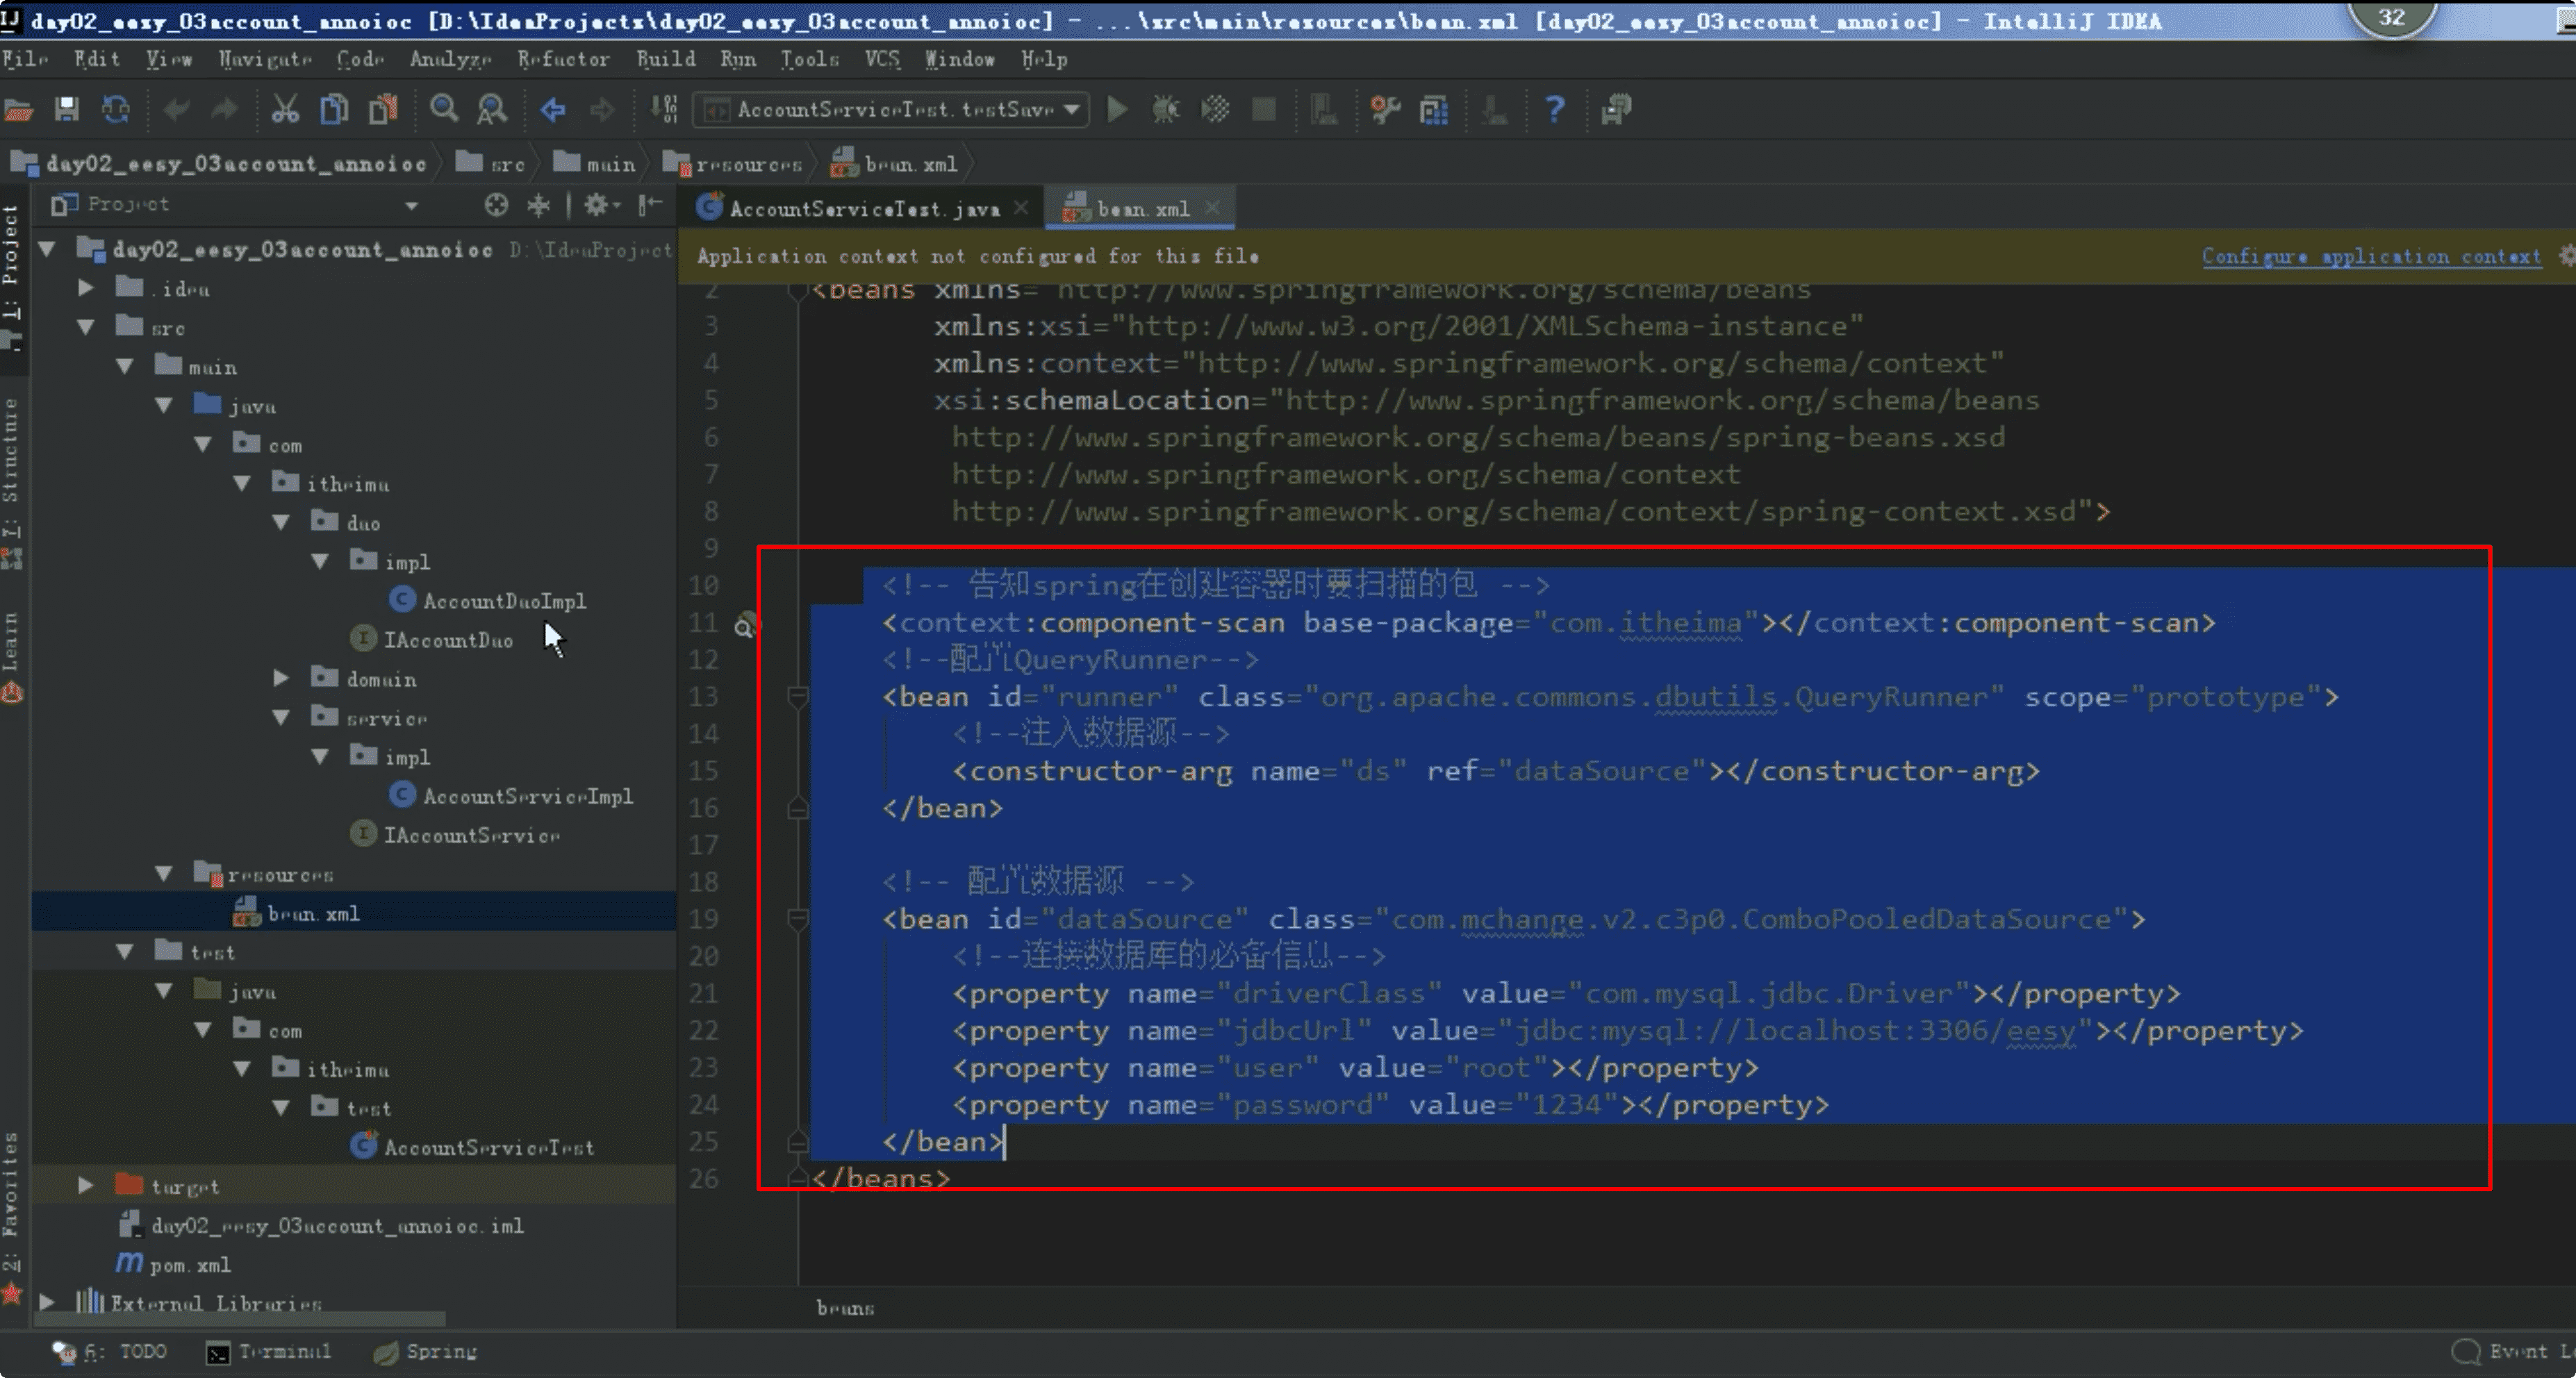 day02_eesy_03account_annoioc [D:\IdeaProjects\day02_eesy_03account_annoioc] - ...\src\main\resources\bean.xml [day02_eesy_03account_annoioc] - IntelliJ IDEA
32
File Edit View Navigate Code Analyze Refactor Build Run Tools VCS Window Help
AccountServiceTest.testSave
day02_eesy_03account_annoioc src main resources bean.xml
Project
AccountServiceTest.java
bean.xml
1: Project
7: Structure
Learn
2: Favorites
day02_eesy_03account_annoioc D:\IdeaProject
.idea
src
main
java
com
itheima
dao
impl
AccountDaoImpl
IAccountDao
domain
service
impl
AccountServiceImpl
IAccountService
resources
bean.xml
test
java
com
itheima
test
AccountServiceTest
target
day02_eesy_03account_annoioc.iml
pom.xml
External Libraries
Application context not configured for this file
Configure application context
2 <beans xmlns="http://www.springframework.org/schema/beans
3 xmlns:xsi="http://www.w3.org/2001/XMLSchema-instance"
4 xmlns:context="http://www.springframework.org/schema/context"
5 xsi:schemaLocation="http://www.springframework.org/schema/beans
6 http://www.springframework.org/schema/beans/spring-beans.xsd
7 http://www.springframework.org/schema/context
8 http://www.springframework.org/schema/context/spring-context.xsd">
9
10 <!-- 告知spring在创建容器时要扫描的包 -->
11 <context:component-scan base-package="com.itheima"></context:component-scan>
12 <!--配置QueryRunner-->
13 <bean id="runner" class="org.apache.commons.dbutils.QueryRunner" scope="prototype">
14 <!--注入数据源-->
15 <constructor-arg name="ds" ref="dataSource"></constructor-arg>
16 </bean>
17
18 <!-- 配置数据源 -->
19 <bean id="dataSource" class="com.mchange.v2.c3p0.ComboPooledDataSource">
20 <!--连接数据库的必备信息-->
21 <property name="driverClass" value="com.mysql.jdbc.Driver"></property>
22 <property name="jdbcUrl" value="jdbc:mysql://localhost:3306/eesy"></property>
23 <property name="user" value="root"></property>
24 <property name="password" value="1234"></property>
25 </bean>
26 </beans>
beans
6: TODO Terminal Spring
Event Lo